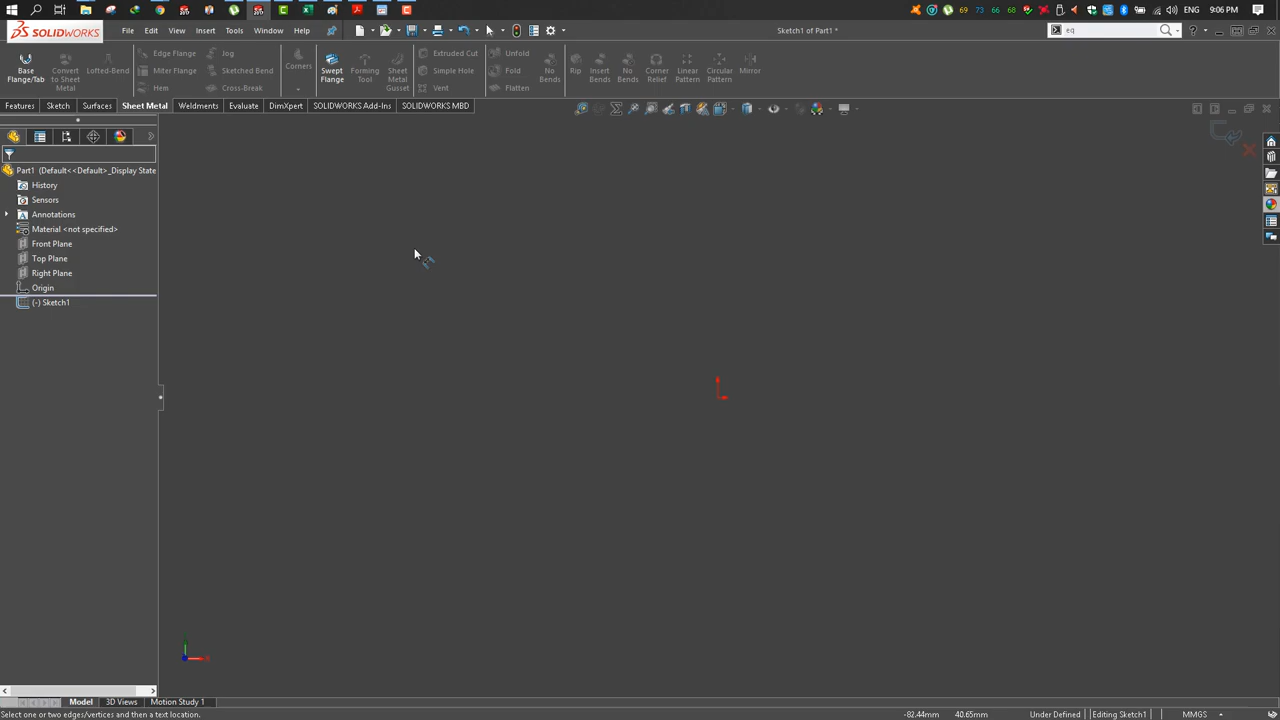 69 73 66 68 ENG 9:06 PM
SOLIDWORKS File Edit View Insert Tools Window Help Sketch1 of Part1 * eq
Base Flange/Tab
Convert to Sheet Metal
Lofted-Bend
Edge Flange
Miter Flange
Hem
Jog
Sketched Bend
Cross-Break
Corners
Swept Flange
Forming Tool
Sheet Metal Gusset
Extruded Cut
Simple Hole
Vent
No Bends
Unfold
Fold
Flatten
Rip
Insert Bends
No Bends
Corner Relief
Linear Pattern
Circular Pattern
Mirror
Features Sketch Surfaces Sheet Metal Weldments Evaluate DimXpert SOLIDWORKS Add-Ins SOLIDWORKS MBD
Part1 (Default<<Default>_Display State
History
Sensors
Annotations
Material <not specified>
Front Plane
Top Plane
Right Plane
Origin
(-) Sketch1
Model 3D Views Motion Study 1
Select one or two edges/vertices and then a text location. -82.44mm 40.65mm Under Defined Editing Sketch1 MMGS